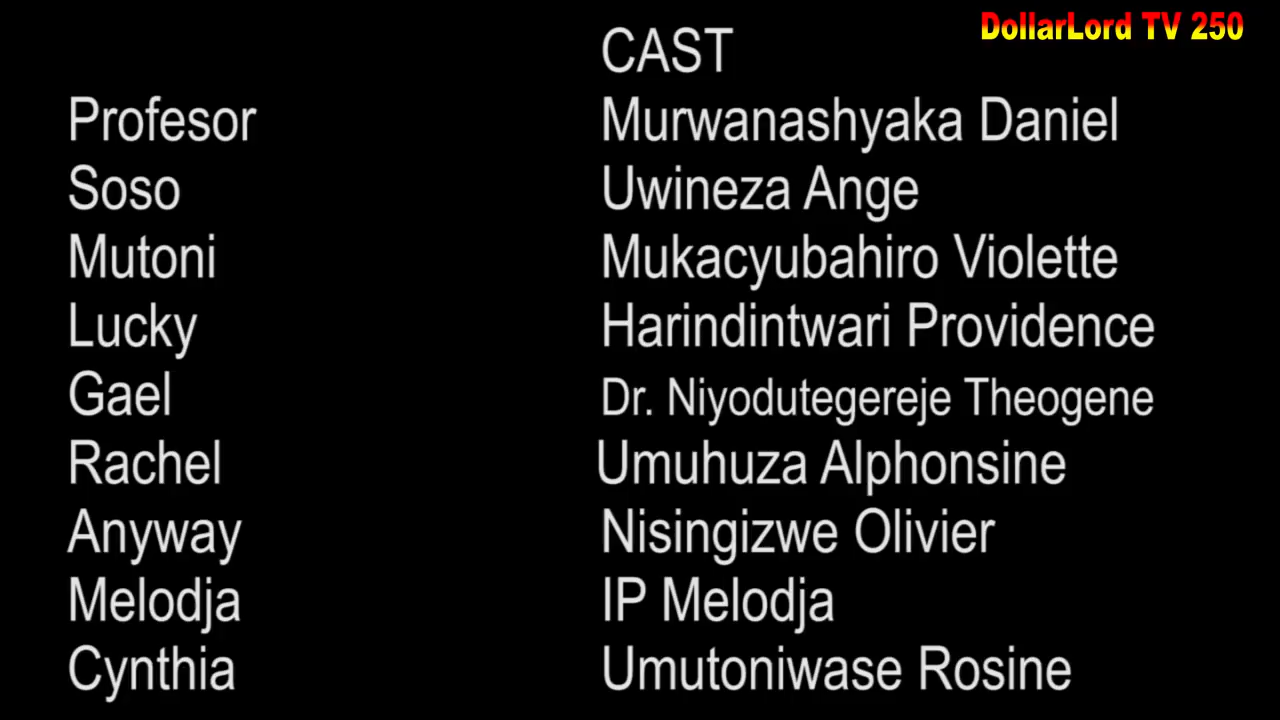 DollarLord TV 250
CAST
Profesor Murwanashyaka Daniel
Soso Uwineza Ange
Mutoni Mukacyubahiro Violette
Lucky Harindintwari Providence
Gael Dr. Niyodutegereje Theogene
Rachel Umuhuza Alphonsine
Anyway Nisingizwe Olivier
Melodja IP Melodja
Cynthia Umutoniwase Rosine